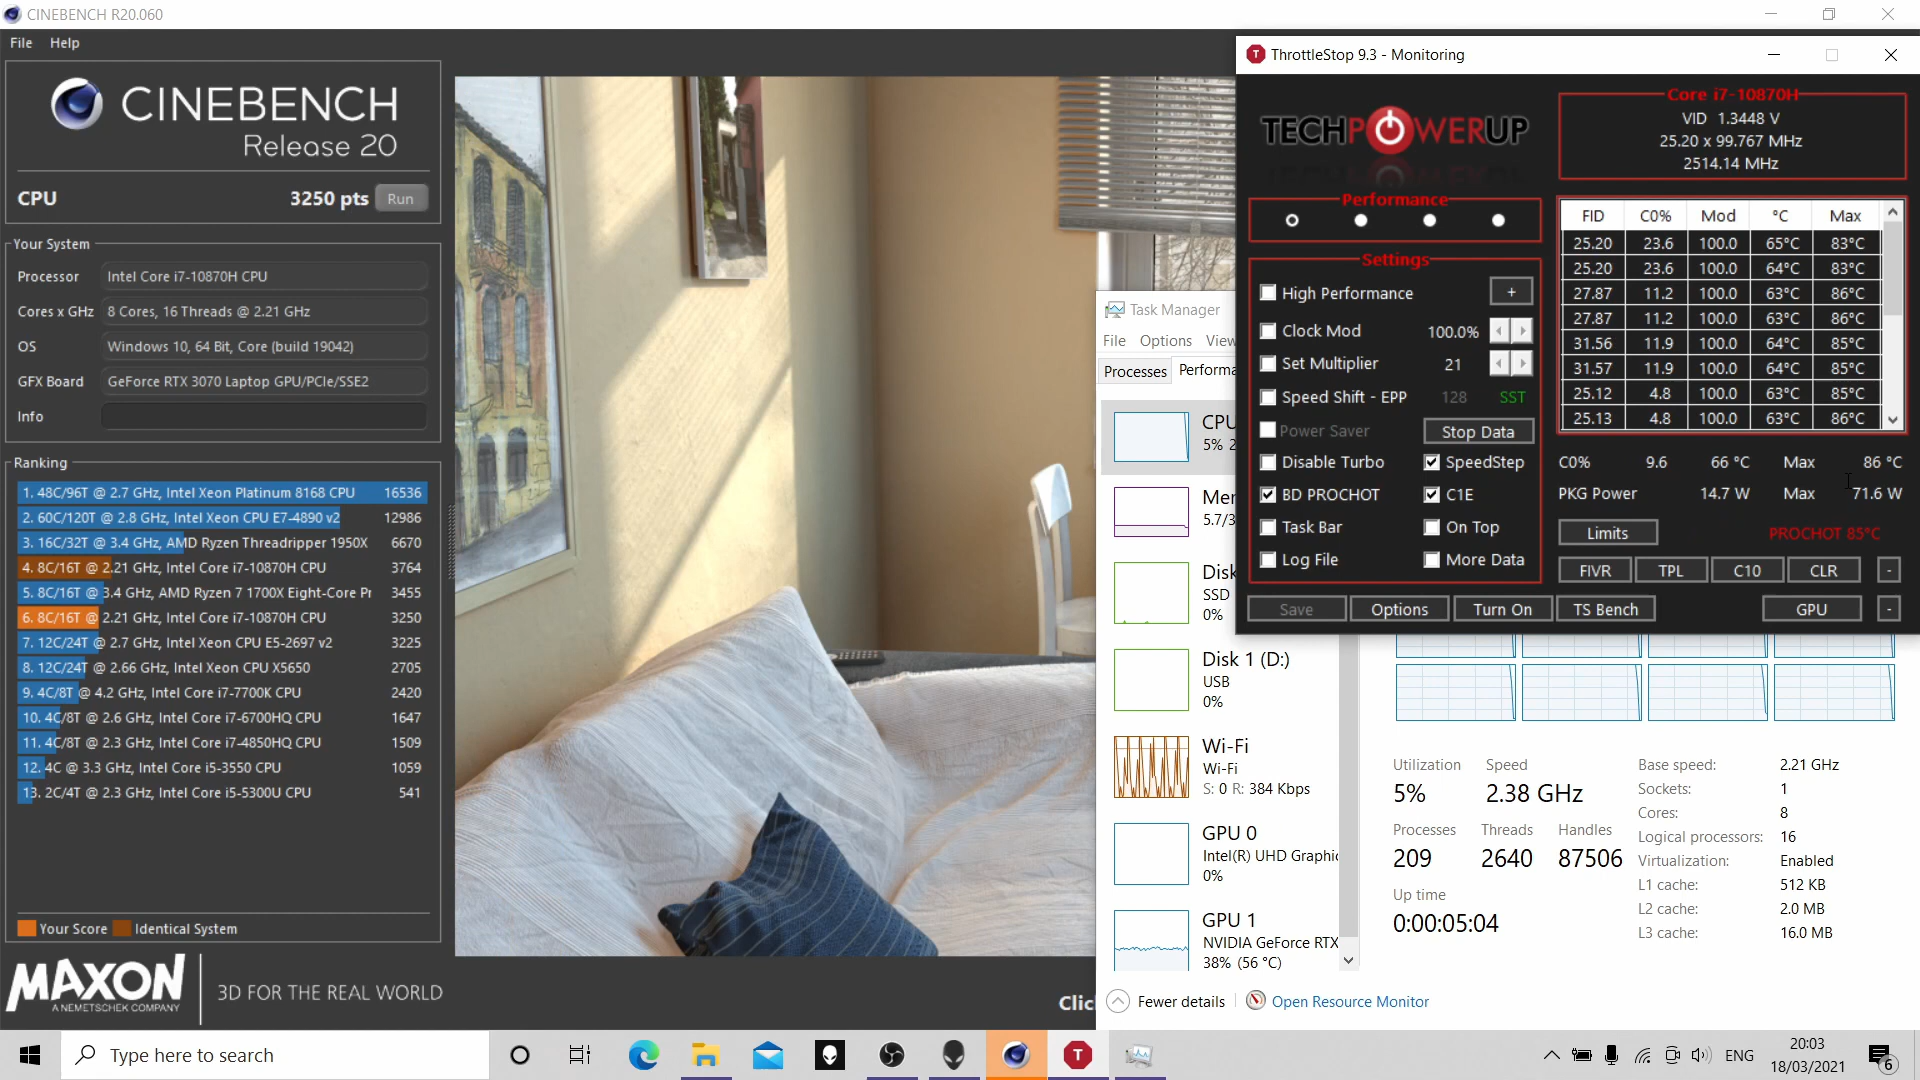 CINEBENCH R20.060
File Help
CINEBENCH
Release 20
CPU 3250 pts Run
Your System
Processor Intel Core i7-10870H CPU
Cores x GHz 8 Cores, 16 Threads @ 2.21 GHz
OS Windows 10, 64 Bit, Core (build 19042)
GFX Board GeForce RTX 3070 Laptop GPU/PCIe/SSE2
Info
Ranking
1. 48C/96T @ 2.7 GHz, Intel Xeon Platinum 8168 CPU 16536
2. 60C/120T @ 2.8 GHz, Intel Xeon CPU E7-4890 v2 12986
3. 16C/32T @ 3.4 GHz, AMD Ryzen Threadripper 1950X 6670
4. 8C/16T @ 2.21 GHz, Intel Core i7-10870H CPU 3764
5. 8C/16T @ 3.4 GHz, AMD Ryzen 7 1700X Eight-Core Pr 3455
6. 8C/16T @ 2.21 GHz, Intel Core i7-10870H CPU 3250
7. 12C/24T @ 2.7 GHz, Intel Xeon CPU E5-2697 v2 3225
8. 12C/24T @ 2.66 GHz, Intel Xeon CPU X5650 2705
9. 4C/8T @ 4.2 GHz, Intel Core i7-7700K CPU 2420
10. 4C/8T @ 2.6 GHz, Intel Core i7-6700HQ CPU 1647
11. 4C/8T @ 2.3 GHz, Intel Core i7-4850HQ CPU 1509
12. 4C @ 3.3 GHz, Intel Core i5-3550 CPU 1059
13. 2C/4T @ 2.3 GHz, Intel Core i5-5300U CPU 541
Your Score Identical System
MAXON
A NEMETSCHEK COMPANY
3D FOR THE REAL WORLD
Clic
Task Manager
File Options View
Processes Performa
CPU
5% 2
Mer
5.7/3
Disk
SSD
0%
Disk 1 (D:)
USB
0%
Wi-Fi
Wi-Fi
S: 0 R: 384 Kbps
GPU 0
Intel(R) UHD Graphic
0%
GPU 1
NVIDIA GeForce RTX
38% (56 °C)
Utilization Speed
5% 2.38 GHz
Processes Threads Handles
209 2640 87506
Up time
0:00:05:04
Base speed: 2.21 GHz
Sockets: 1
Cores: 8
Logical processors: 16
Virtualization: Enabled
L1 cache: 512 KB
L2 cache: 2.0 MB
L3 cache: 16.0 MB
Fewer details Open Resource Monitor
T ThrottleStop 9.3 - Monitoring
TECHPOWERUP
Performance
Settings
High Performance +
Clock Mod 100.0%
Set Multiplier 21
Speed Shift - EPP 128 SST
Power Saver Stop Data
Disable Turbo SpeedStep
BD PROCHOT C1E
Task Bar On Top
Log File More Data
Save Options Turn On TS Bench GPU -
Core i7-10870H
VID 1.3448 V
25.20 x 99.767 MHz
2514.14 MHz
FID C0% Mod °C Max
25.20 23.6 100.0 65°C 83°C
25.20 23.6 100.0 64°C 83°C
27.87 11.2 100.0 63°C 86°C
27.87 11.2 100.0 63°C 86°C
31.56 11.9 100.0 64°C 85°C
31.57 11.9 100.0 64°C 85°C
25.12 4.8 100.0 63°C 85°C
25.13 4.8 100.0 63°C 86°C
C0% 9.6 66 °C Max 86 °C
PKG Power 14.7 W Max 71.6 W
Limits PROCHOT 85°C
FIVR TPL C10 CLR -
Type here to search
T
ENG
20:03
18/03/2021
6